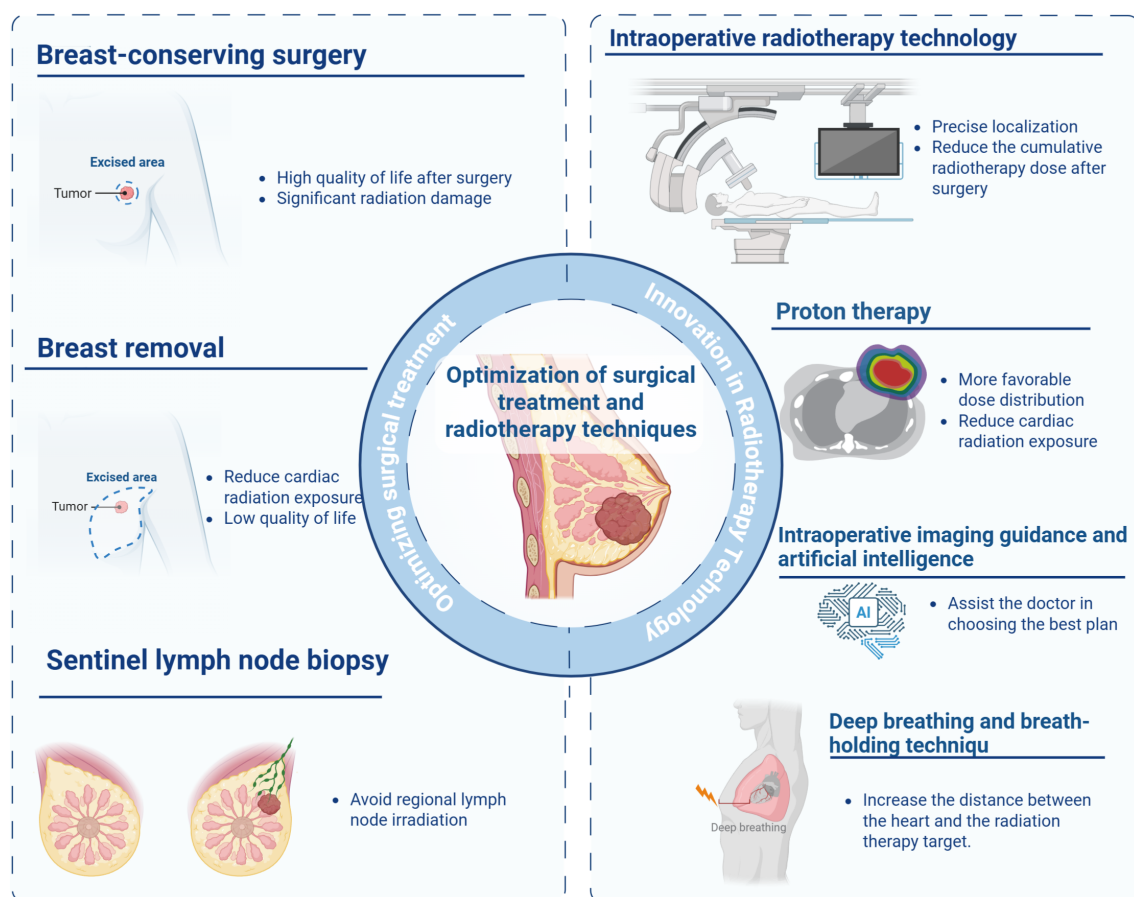 Breast-conserving surgery
Excised area
Tumor
• High quality of life after surgery
• Significant radiation damage
Breast removal
Excised area
Tumor
• Reduce cardiac
radiation exposure
• Low quality of life
Sentinel lymph node biopsy
• Avoid regional lymph
node irradiation
Optimizing surgical treatment
Optimization of surgical
treatment and
radiotherapy techniques
Innovation in Radiotherapy Technology
Intraoperative radiotherapy technology
• Precise localization
• Reduce the cumulative
radiotherapy dose after
surgery
Proton therapy
• More favorable
dose distribution
• Reduce cardiac
radiation exposure
Intraoperative imaging guidance and
artificial intelligence
AI
• Assist the doctor in
choosing the best plan
Deep breathing and breath-
holding techniqu
Deep breathing
• Increase the distance between
the heart and the radiation
therapy target.